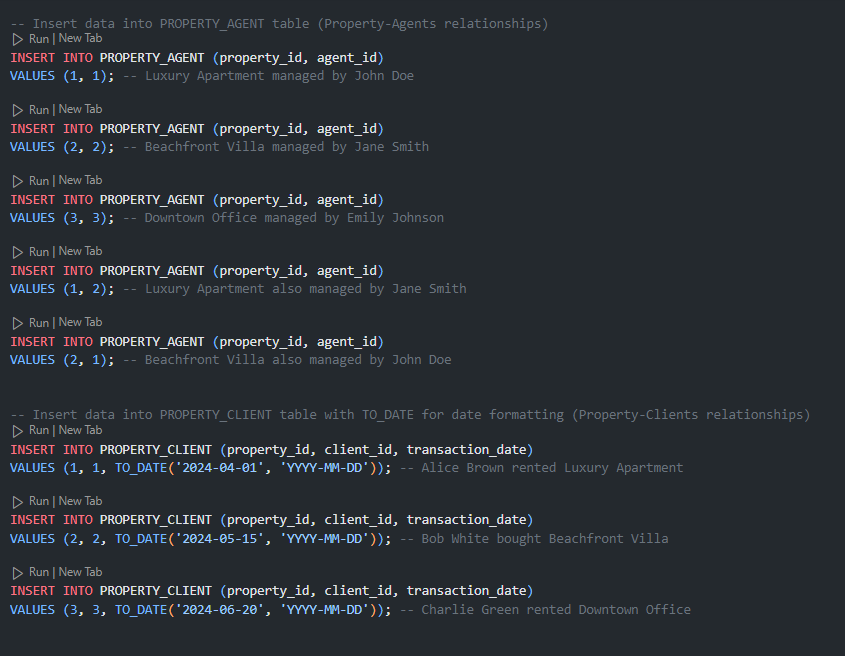 -- Insert data into PROPERTY_AGENT table (Property-Agents relationships)
Run | New Tab
INSERT INTO PROPERTY_AGENT (property_id, agent_id)
VALUES (1, 1); -- Luxury Apartment managed by John Doe
Run | New Tab
INSERT INTO PROPERTY_AGENT (property_id, agent_id)
VALUES (2, 2); -- Beachfront Villa managed by Jane Smith
Run | New Tab
INSERT INTO PROPERTY_AGENT (property_id, agent_id)
VALUES (3, 3); -- Downtown Office managed by Emily Johnson
Run | New Tab
INSERT INTO PROPERTY_AGENT (property_id, agent_id)
VALUES (1, 2); -- Luxury Apartment also managed by Jane Smith
Run | New Tab
INSERT INTO PROPERTY_AGENT (property_id, agent_id)
VALUES (2, 1); -- Beachfront Villa also managed by John Doe
-- Insert data into PROPERTY_CLIENT table with TO_DATE for date formatting (Property-Clients relationships)
Run | New Tab
INSERT INTO PROPERTY_CLIENT (property_id, client_id, transaction_date)
VALUES (1, 1, TO_DATE('2024-04-01', 'YYYY-MM-DD')); -- Alice Brown rented Luxury Apartment
Run | New Tab
INSERT INTO PROPERTY_CLIENT (property_id, client_id, transaction_date)
VALUES (2, 2, TO_DATE('2024-05-15', 'YYYY-MM-DD')); -- Bob White bought Beachfront Villa
Run | New Tab
INSERT INTO PROPERTY_CLIENT (property_id, client_id, transaction_date)
VALUES (3, 3, TO_DATE('2024-06-20', 'YYYY-MM-DD')); -- Charlie Green rented Downtown Office